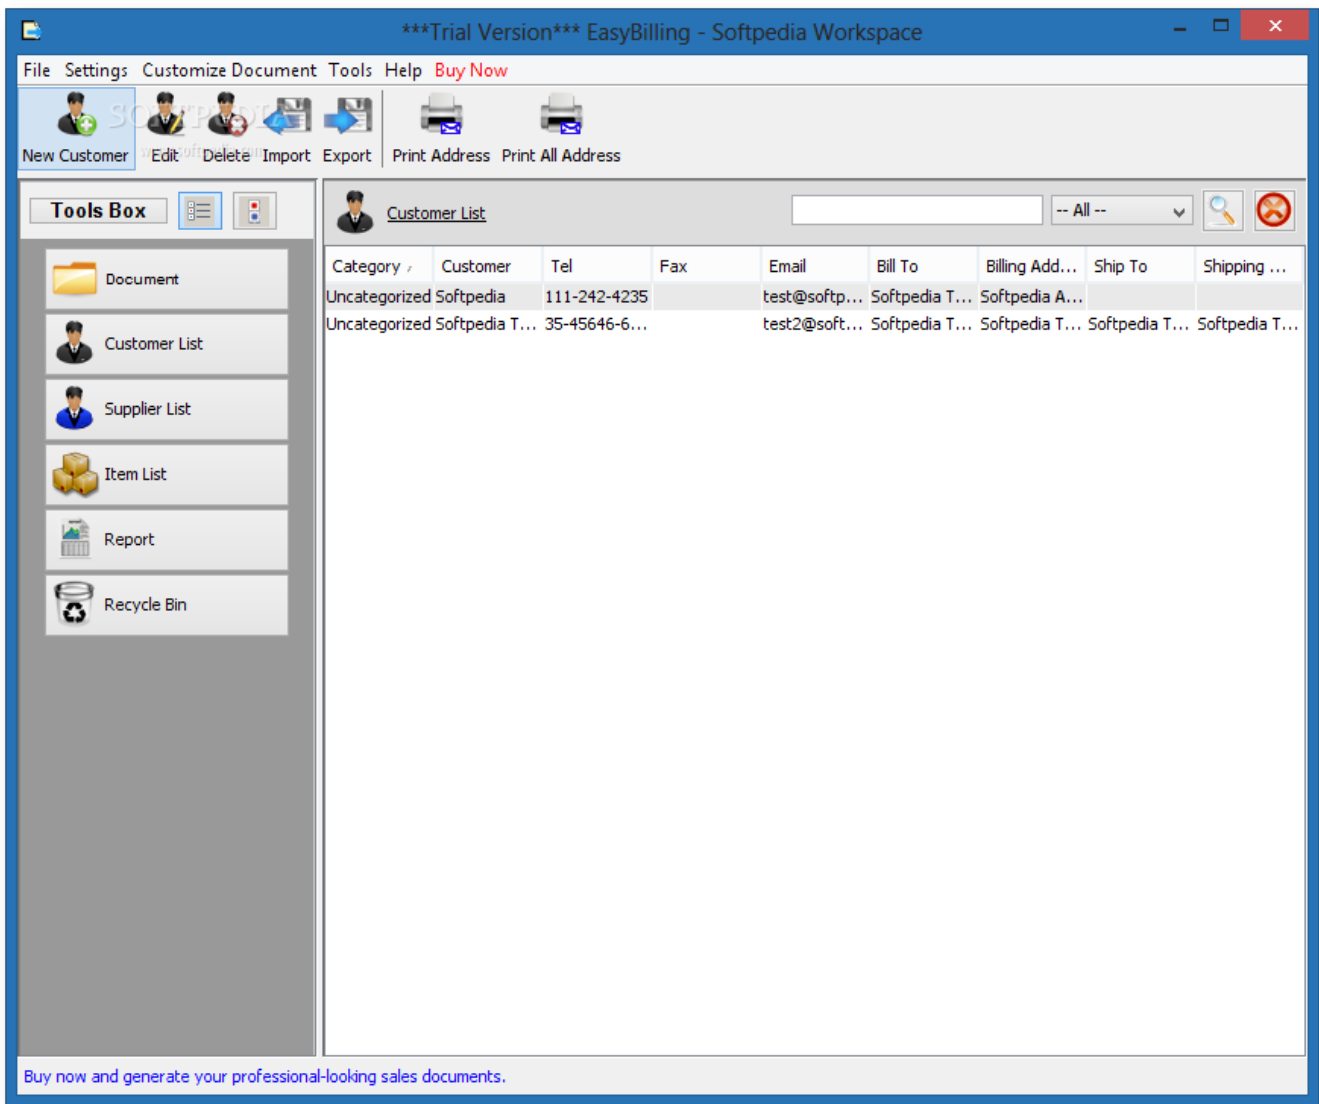 ***Trial Version*** EasyBilling - Softpedia Workspace
File Settings Customize Document Tools Help Buy Now
SOFTPEDIA
New Customer Edit Delete Import Export Print Address Print All Address
Tools Box
Customer List
-- All --
Category Customer Tel Fax Email Bill To Billing Add... Ship To Shipping ...
Uncategorized Softpedia 111-242-4235 test@softp... Softpedia T... Softpedia A...
Uncategorized Softpedia T... 35-45646-6... test2@soft... Softpedia T... Softpedia T... Softpedia T... Softpedia T...
Document
Customer List
Supplier List
Item List
Report
Recycle Bin
Buy now and generate your professional-looking sales documents.